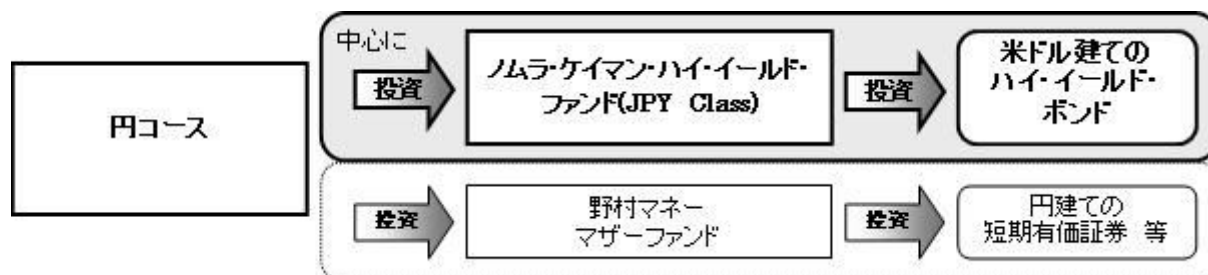 円コース
中心に
投資
ノムラ・ケイマン・ハイ・イールド・
ファンド(JPY Class)
投資
米ドル建ての
ハイ・イールド・
ボンド
投資
野村マネー
マザーファンド
投資
円建ての
短期有価証券 等